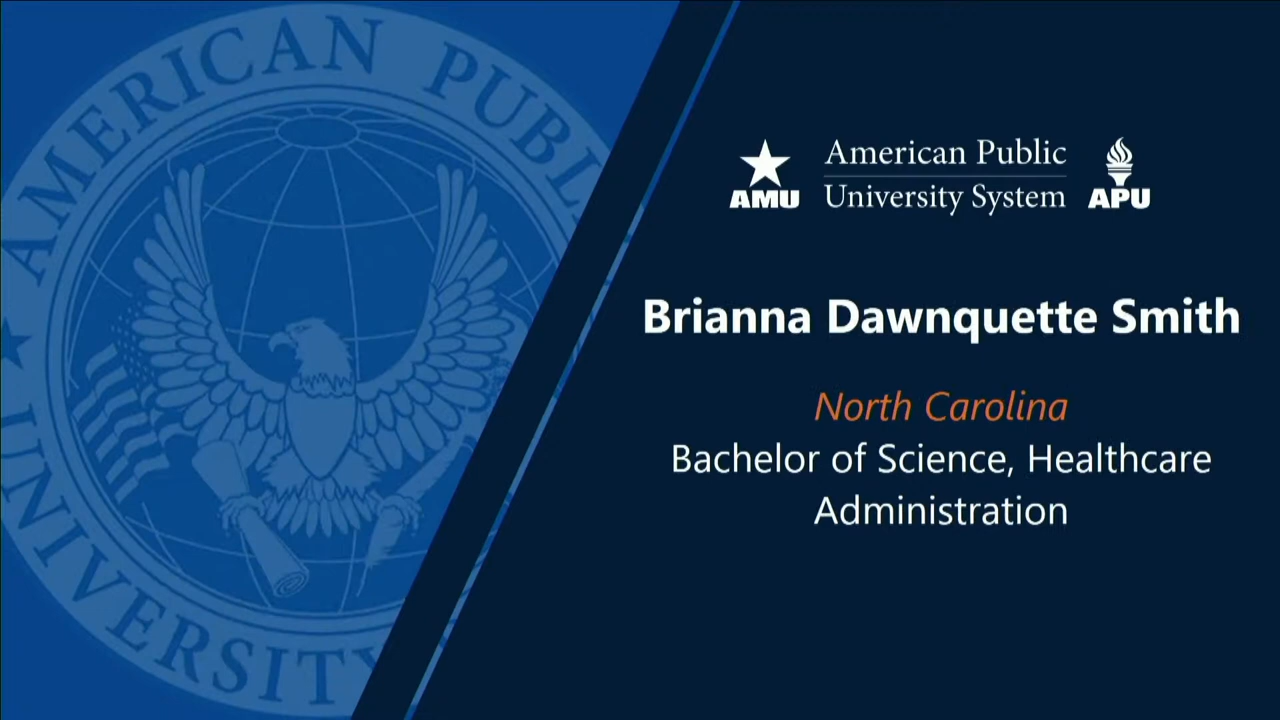 AMERICAN PUBLI
UNIVERSITY
AMU
American Public
University System
APU
Brianna Dawnquette Smith
North Carolina
Bachelor of Science, Healthcare
Administration